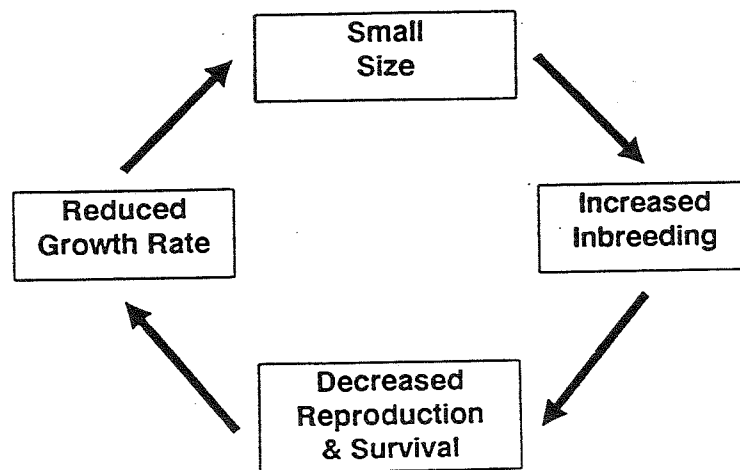 Small
Size
Increased
Inbreeding
Decreased
Reproduction
& Survival
Reduced
Growth Rate